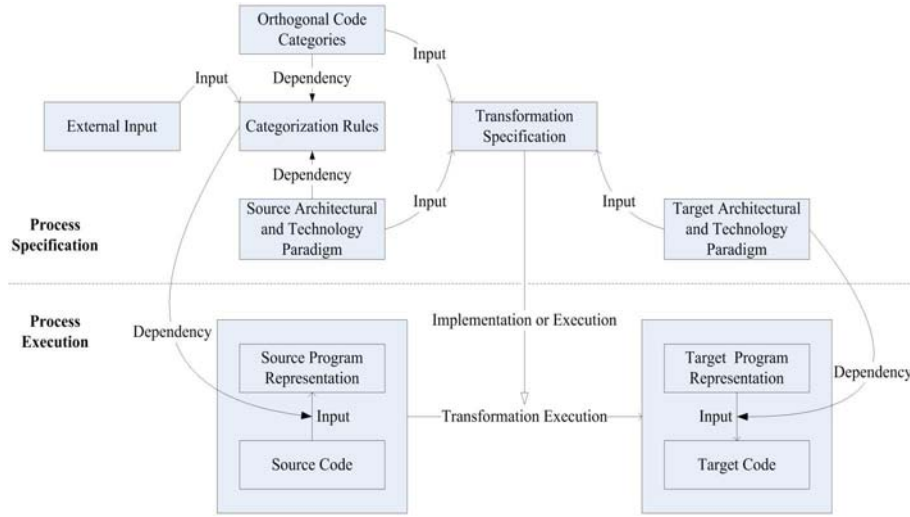 Orthogonal Code
Categories
Input
Input
Dependency
External Input
Categorization Rules
Transformation
Specification
Dependency
Input
Input
Process
Specification
Source Architectural
and Technology
Paradigm
Target Architectural
and Technology
Paradigm
Process
Execution
Dependency
Implementation or Execution
Source Program
Representation
Target Program
Representation
Dependency
Input
Transformation Execution
Input
Source Code
Target Code